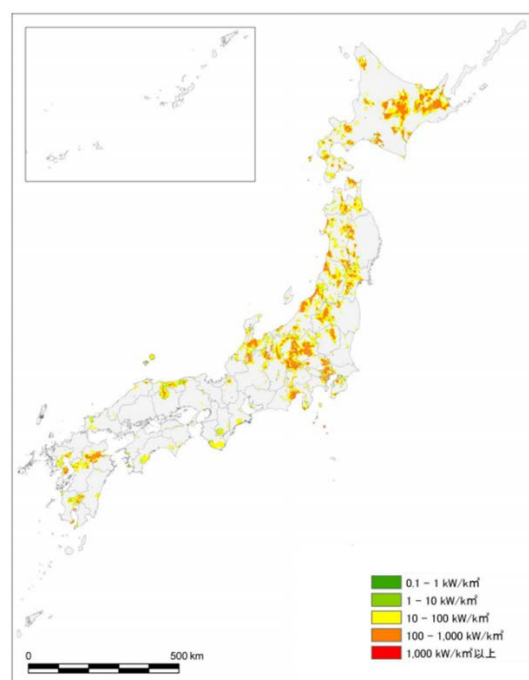 0.1 − 1 kW/k㎡
1 − 10 kW/k㎡
10 − 100 kW/k㎡
100 − 1,000 kW/k㎡
1,000 kW/k㎡以上
0
500 km